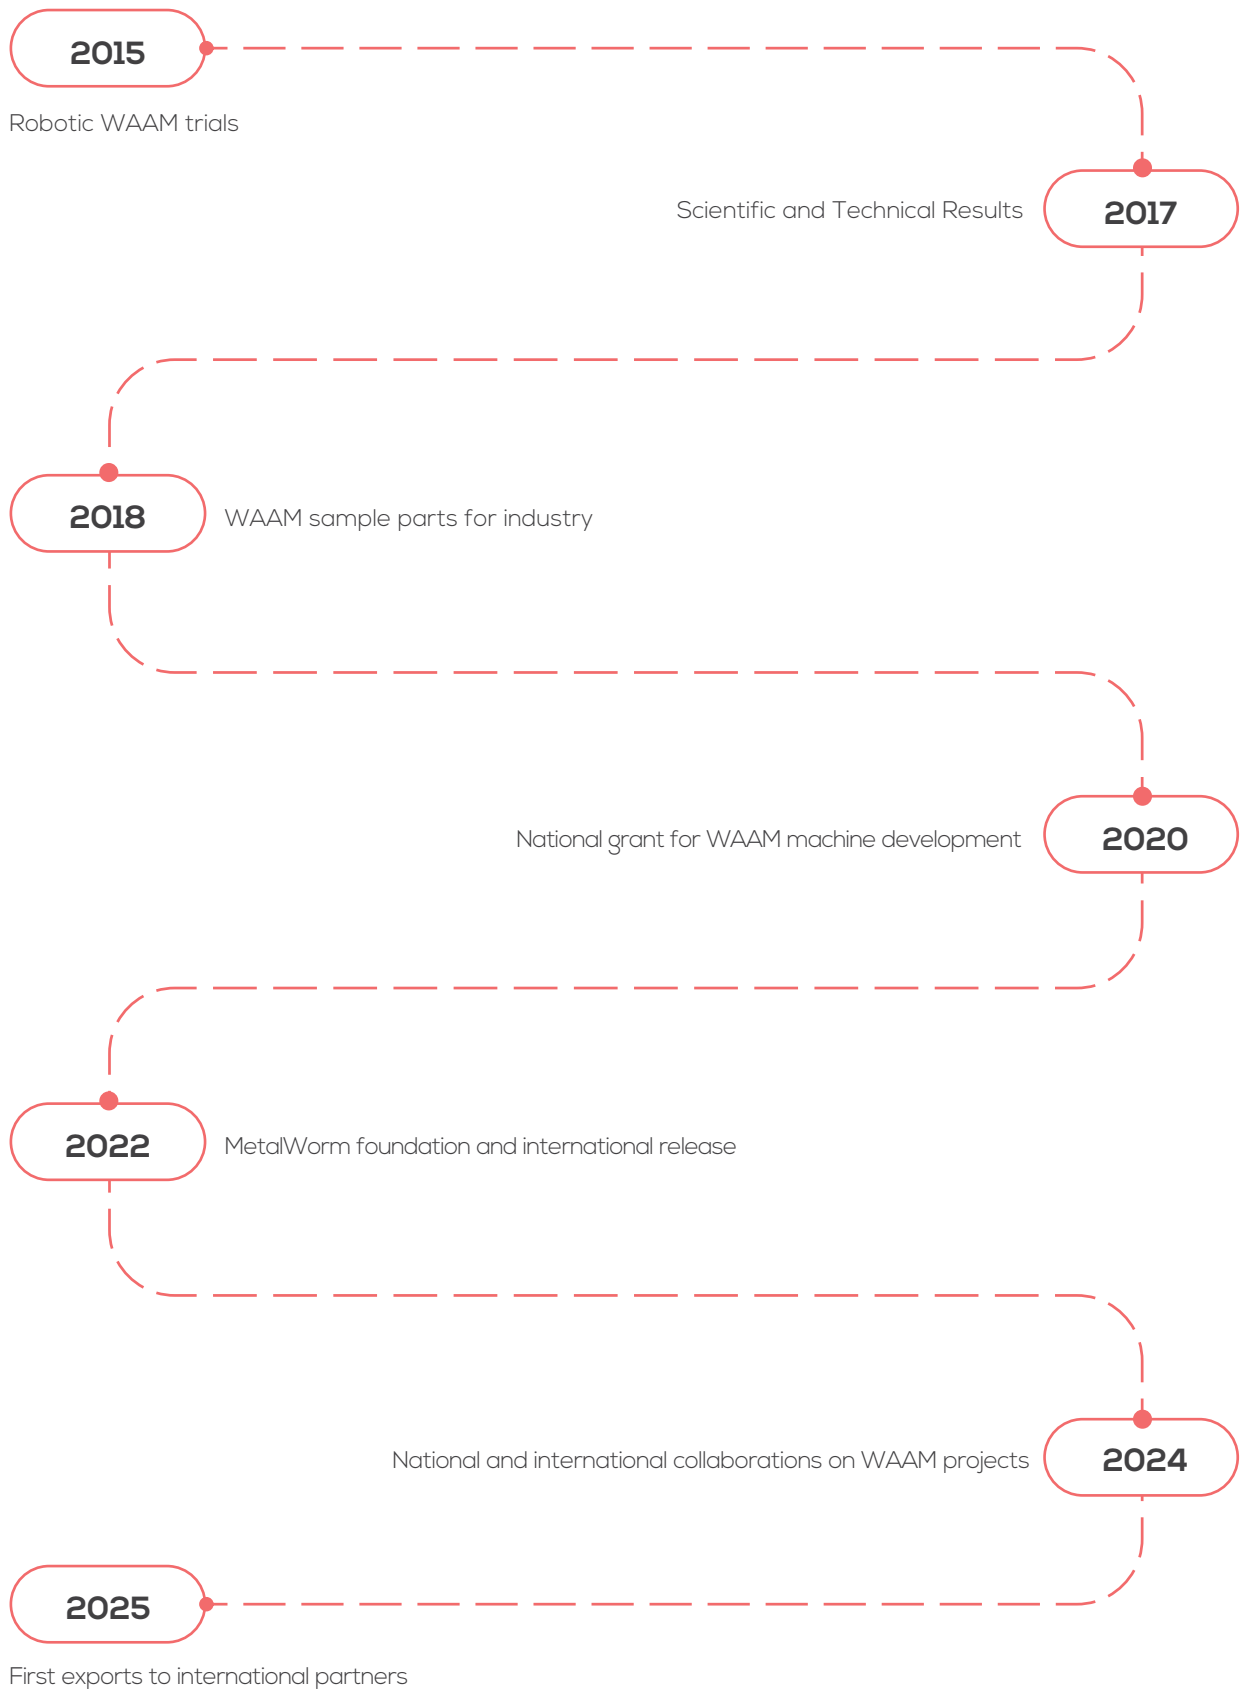 2015
Robotic WAAM trials
Scientific and Technical Results
2017
2018
WAAM sample parts for industry
National grant for WAAM machine development
2020
2022
MetalWorm foundation and international release
National and international collaborations on WAAM projects
2024
2025
First exports to international partners